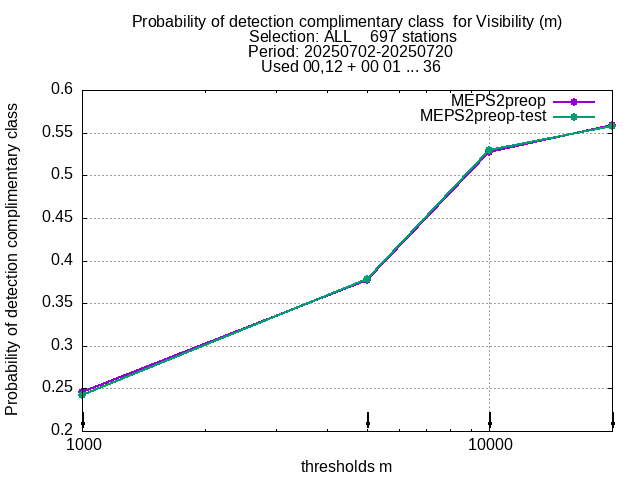 Probability of detection complimentary class  for Visibility (m)
Selection: ALL    697 stations
Period: 20250702-20250720
Used 00,12 + 00 01 ... 36
MEPS2preop
MEPS2preop-test
Probability of detection complimentary class
0.6
0.55
0.5
0.45
0.4
0.35
0.3
0.25
0.2
1000
10000
thresholds m